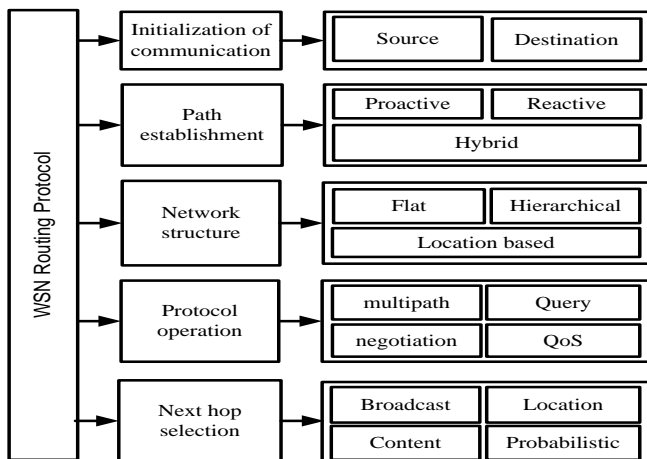 WSN Routing Protocol
Initialization of
communication
Source
Destination
Path
establishment
Proactive
Reactive
Hybrid
Network
structure
Flat
Hierarchical
Location based
Protocol
operation
multipath
Query
negotiation
QoS
Next hop
selection
Broadcast
Location
Content
Probabilistic